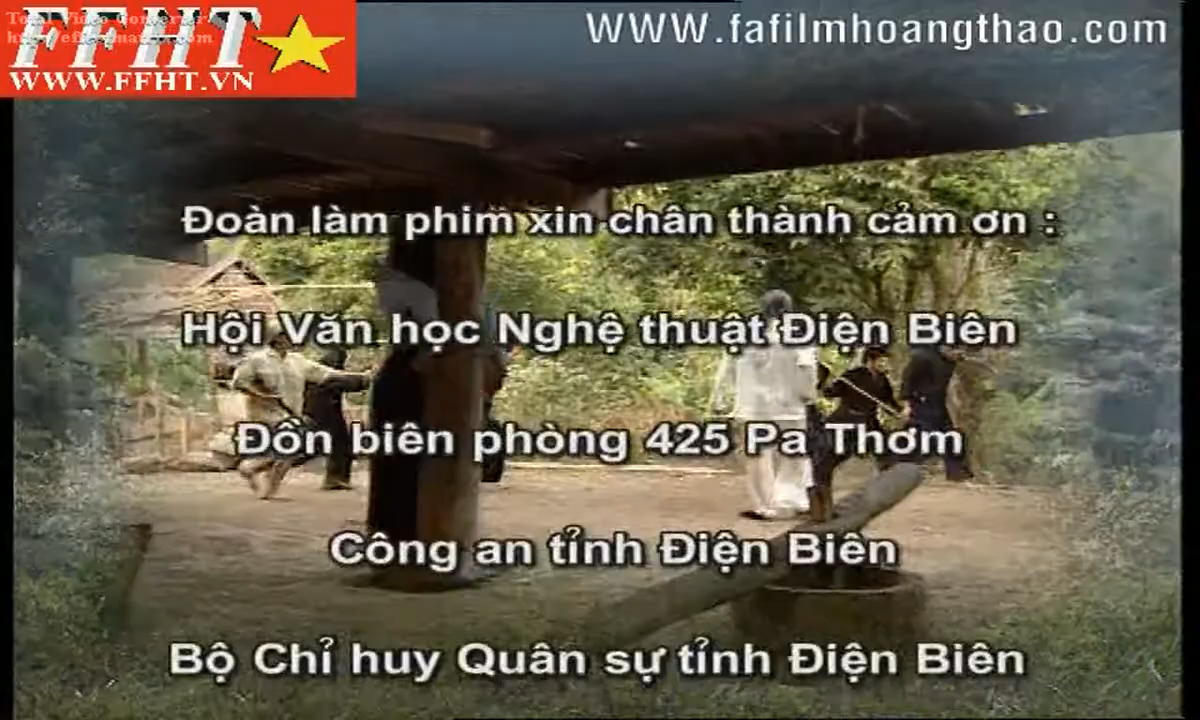 FFHT
WWW.FFHT.VN
WWW.fafilmhoangthao.com
Đoàn làm phim xin chân thành cảm ơn :
Hội Văn học Nghệ thuật Điện Biên
Đồn biên phòng 425 Pa Thơm
Công an tỉnh Điện Biên
Bộ Chỉ huy Quân sự tỉnh Điện Biên